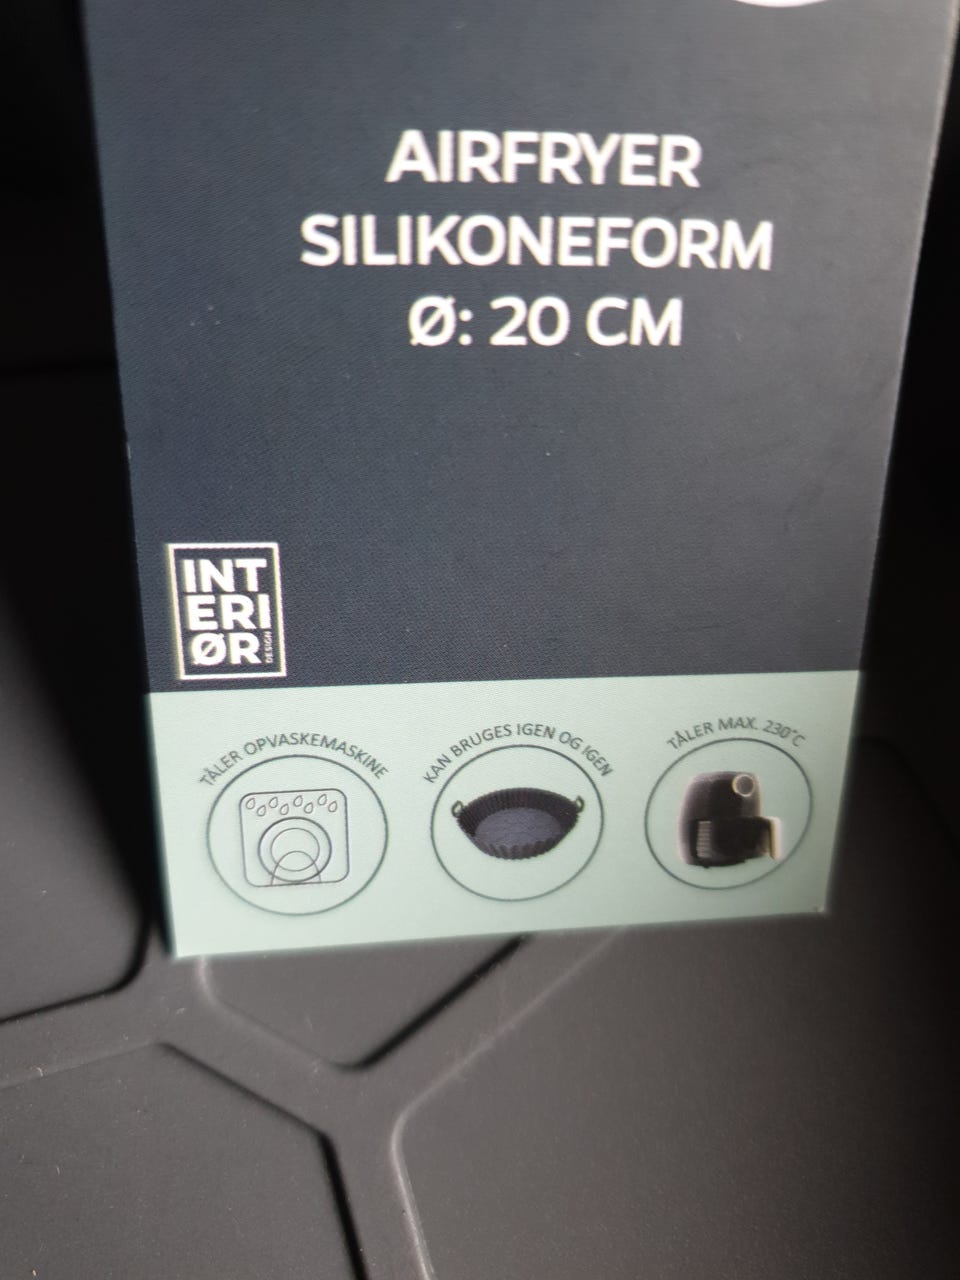 AIRFRYER
SILIKONEFORM
Ø: 20 CM
INT
ERI
ØR
DESIGN
TÅLER OPVASKEMASKINE
KAN BRUGES IGEN OG IGEN
TÅLER MAX. 230°C